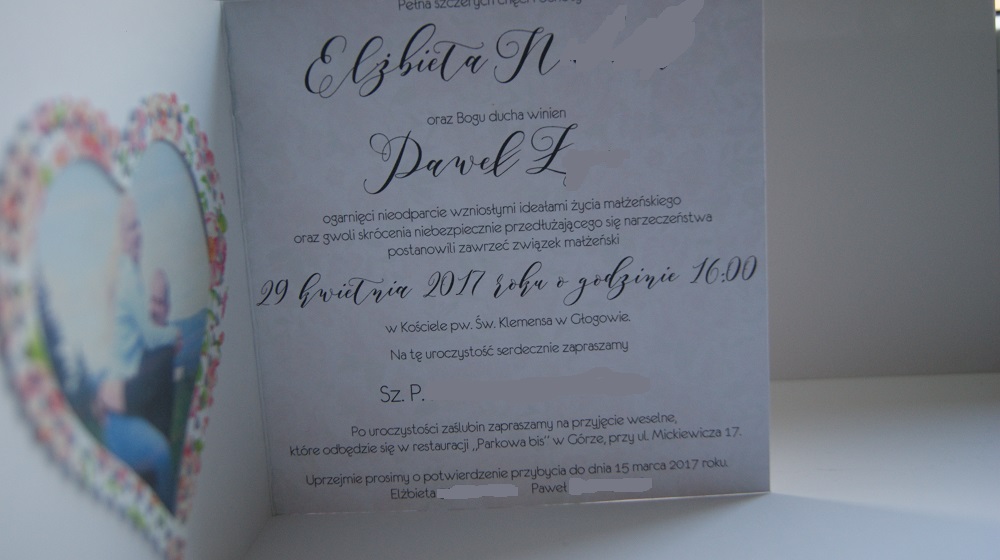 Pełna szczerych chęci
Elżbieta N
oraz Bogu ducha winien
Paweł Z
ogarnięci nieodparcie wzniosłymi ideałami życia małżeńskiego
oraz gwoli skrócenia niebezpiecznie przedłużającego się narzeczeństwa
postanowili zawrzeć związek małżeński
29 kwietnia 2017 roku o godzinie 16:00
w Kościele pw. Św. Klemensa w Głogowie.
Na tę uroczystość serdecznie zapraszamy
Sz. P.
Po uroczystości zaślubin zapraszamy na przyjęcie weselne,
które odbędzie się w restauracji „Parkowa bis” w Górze, przy ul. Mickiewicza 17.
Uprzejmie prosimy o potwierdzenie przybycia do dnia 15 marca 2017 roku.
Elżbieta Paweł